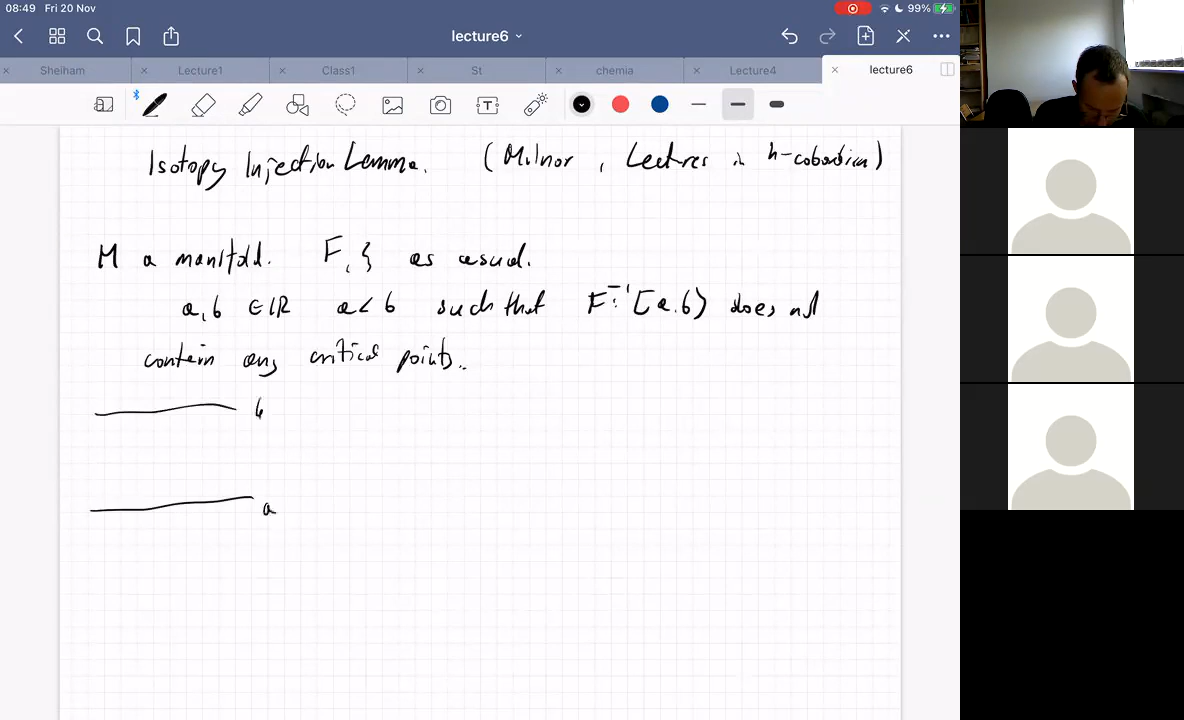 08:49 Fri 20 Nov
99%
lecture6
Sheiham Lecture1 Class1 St chemia Lecture4 lecture6
Isotopy Injection Lemma. (Milnor, Lectures in h-cobordism)
M a manifold. F, ξ as usual.
a,b ∈ ℝ a < b such that F⁻¹[a,b] does not
contain any critical points.
b
a